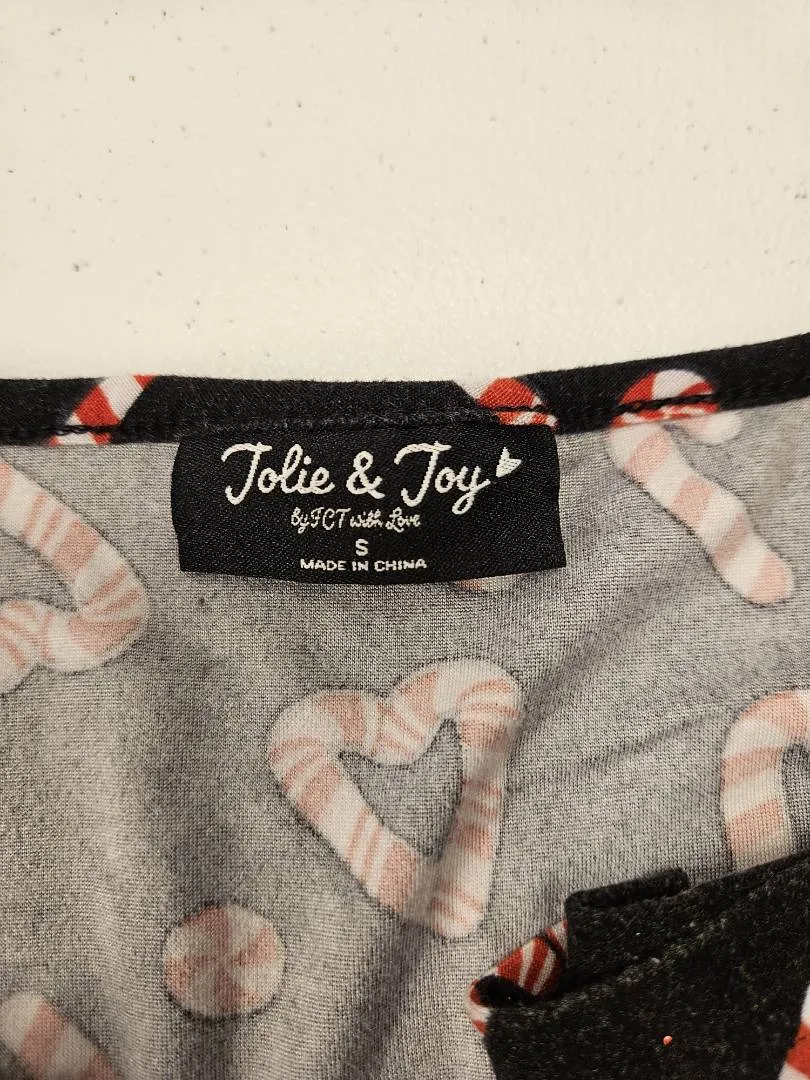 Jolie & Joy
by FCT with Love
S
MADE IN CHINA